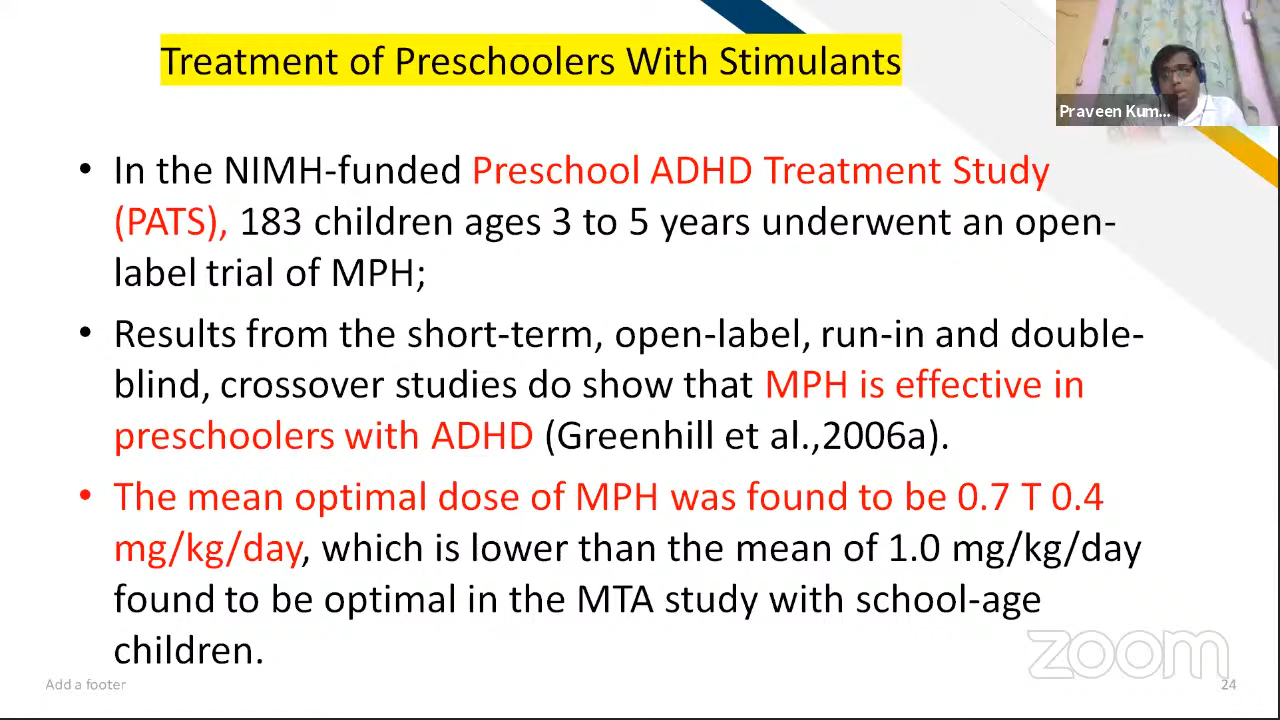 Treatment of Preschoolers With Stimulants
Praveen Kum...
• In the NIMH-funded Preschool ADHD Treatment Study
(PATS), 183 children ages 3 to 5 years underwent an open-
label trial of MPH;
• Results from the short-term, open-label, run-in and double-
blind, crossover studies do show that MPH is effective in
preschoolers with ADHD (Greenhill et al.,2006a).
• The mean optimal dose of MPH was found to be 0.7 T 0.4
mg/kg/day, which is lower than the mean of 1.0 mg/kg/day
found to be optimal in the MTA study with school-age
children.
zoom
Add a footer
24